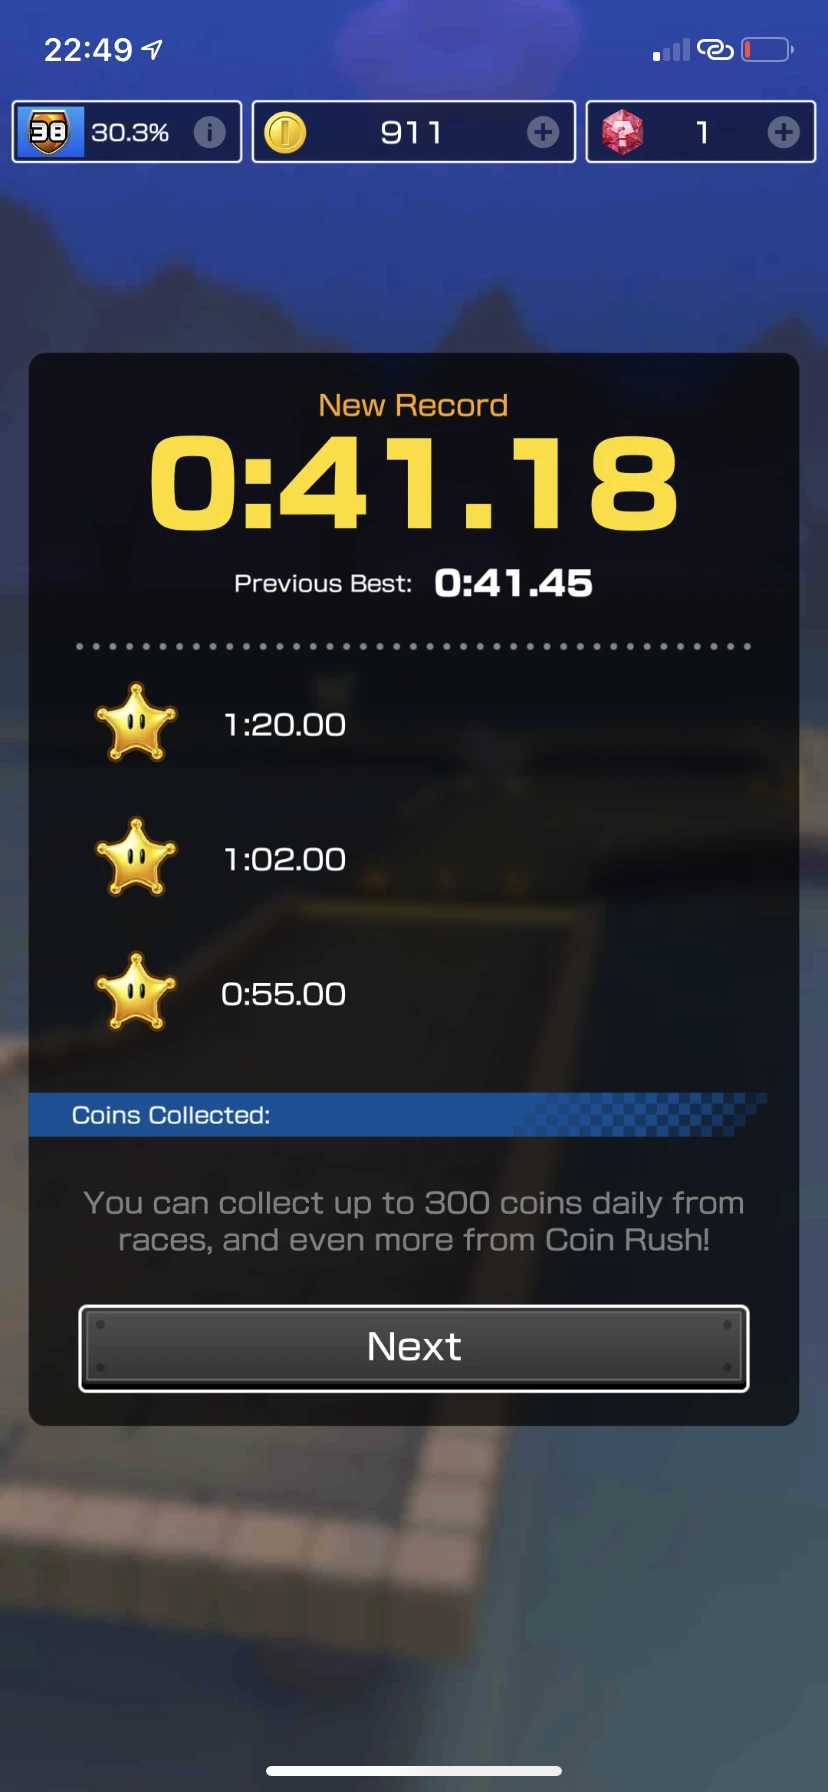 22:49
38 30.3% i 911 + ? 1 +
New Record
0:41.18
Previous Best: 0:41.45
1:20.00
1:02.00
0:55.00
Coins Collected:
You can collect up to 300 coins daily from
races, and even more from Coin Rush!
Next